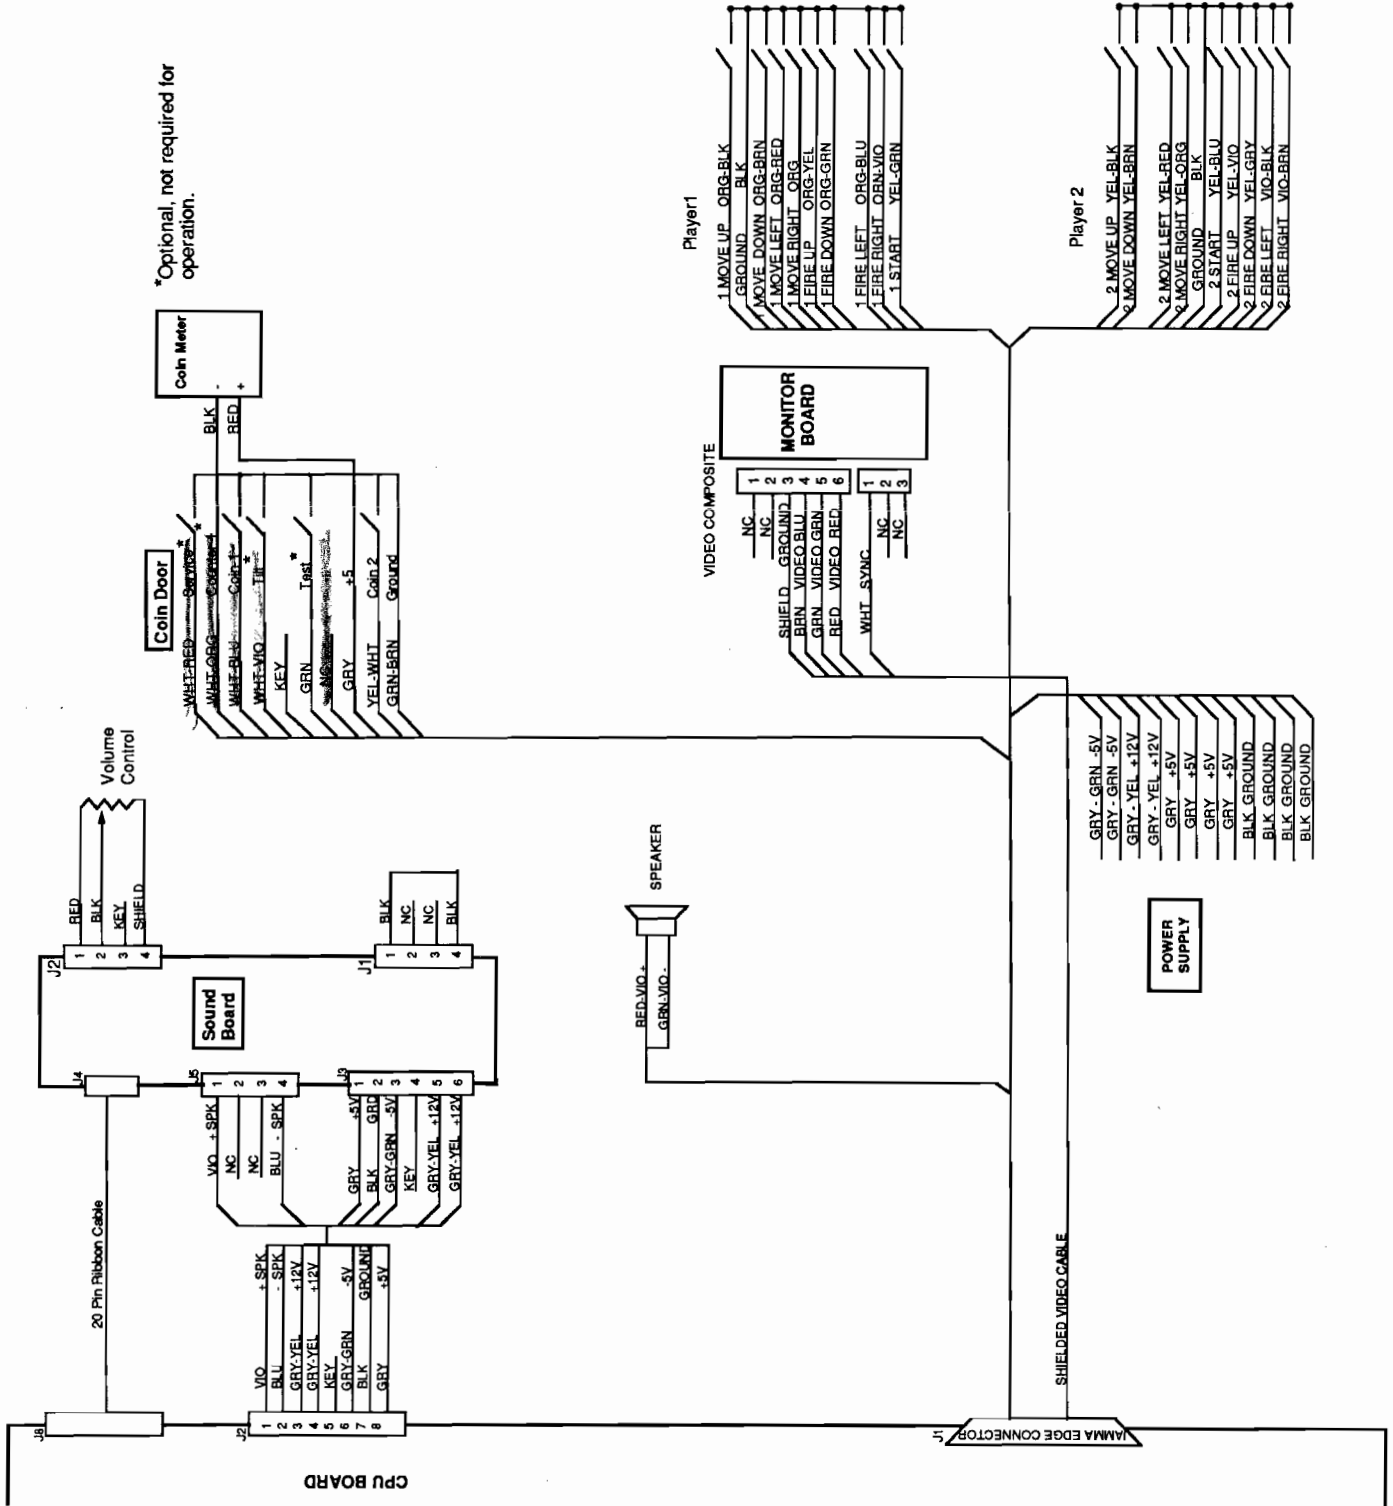 *Optional, not required for
operation.
Coin Meter
-
+
BLK
RED
Coin Door
WHT-RED Service *
WHT-ORG Counter 1 *
WHT-BLU Coin 1
WHT-VIO Tilt *
KEY
GRN Test *
NC
GRY +5
YEL-WHT Coin 2
GRN-BRN Ground
Volume
Control
RED
BLK
KEY
SHIELD
J2
1
2
3
4
J1
1
2
3
4
BLK
NC
NC
BLK
Sound
Board
J4
J5
1
2
3
4
J3
1
2
3
4
5
6
VIO + SPK
NC
NC
BLU - SPK
GRY +5V
BLK GRD
GRY-GRN -5V
KEY
GRY-YEL +12V
GRY-YEL +12V
20 Pin Ribbon Cable
VIO + SPK
BLU - SPK
GRY-YEL +12V
GRY-YEL +12V
KEY
GRY-GRN -5V
BLK GROUND
GRY +5V
J8
J2
1
2
3
4
5
6
7
8
CPU BOARD
J1
JAMMA EDGE CONNECTOR
SHIELDED VIDEO CABLE
SPEAKER
RED-VIO +
GRN-VIO -
Player1
1 MOVE UP ORG-BLK
GROUND BLK
1 MOVE DOWN ORG-BRN
1 MOVE LEFT ORG-RED
1 MOVE RIGHT ORG
1 FIRE UP ORG-YEL
1 FIRE DOWN ORG-GRN
1 FIRE LEFT ORG-BLU
1 FIRE RIGHT ORN-VIO
1 START YEL-GRN
Player 2
2 MOVE UP YEL-BLK
2 MOVE DOWN YEL-BRN
2 MOVE LEFT YEL-RED
2 MOVE RIGHT YEL-ORG
GROUND BLK
2 START YEL-BLU
2 FIRE UP YEL-VIO
2 FIRE DOWN YEL-GRY
2 FIRE LEFT VIO-BLK
2 FIRE RIGHT VIO-BRN
MONITOR
BOARD
VIDEO COMPOSITE
1
2
3
4
5
6
1
2
3
NC
NC
SHIELD GROUND
BRN VIDEO BLU
GRN VIDEO GRN
RED VIDEO RED
WHT SYNC
NC
NC
GRY - GRN -5V
GRY - GRN -5V
GRY - YEL +12V
GRY - YEL +12V
GRY +5V
GRY +5V
GRY +5V
GRY +5V
BLK GROUND
BLK GROUND
BLK GROUND
BLK GROUND
POWER
SUPPLY